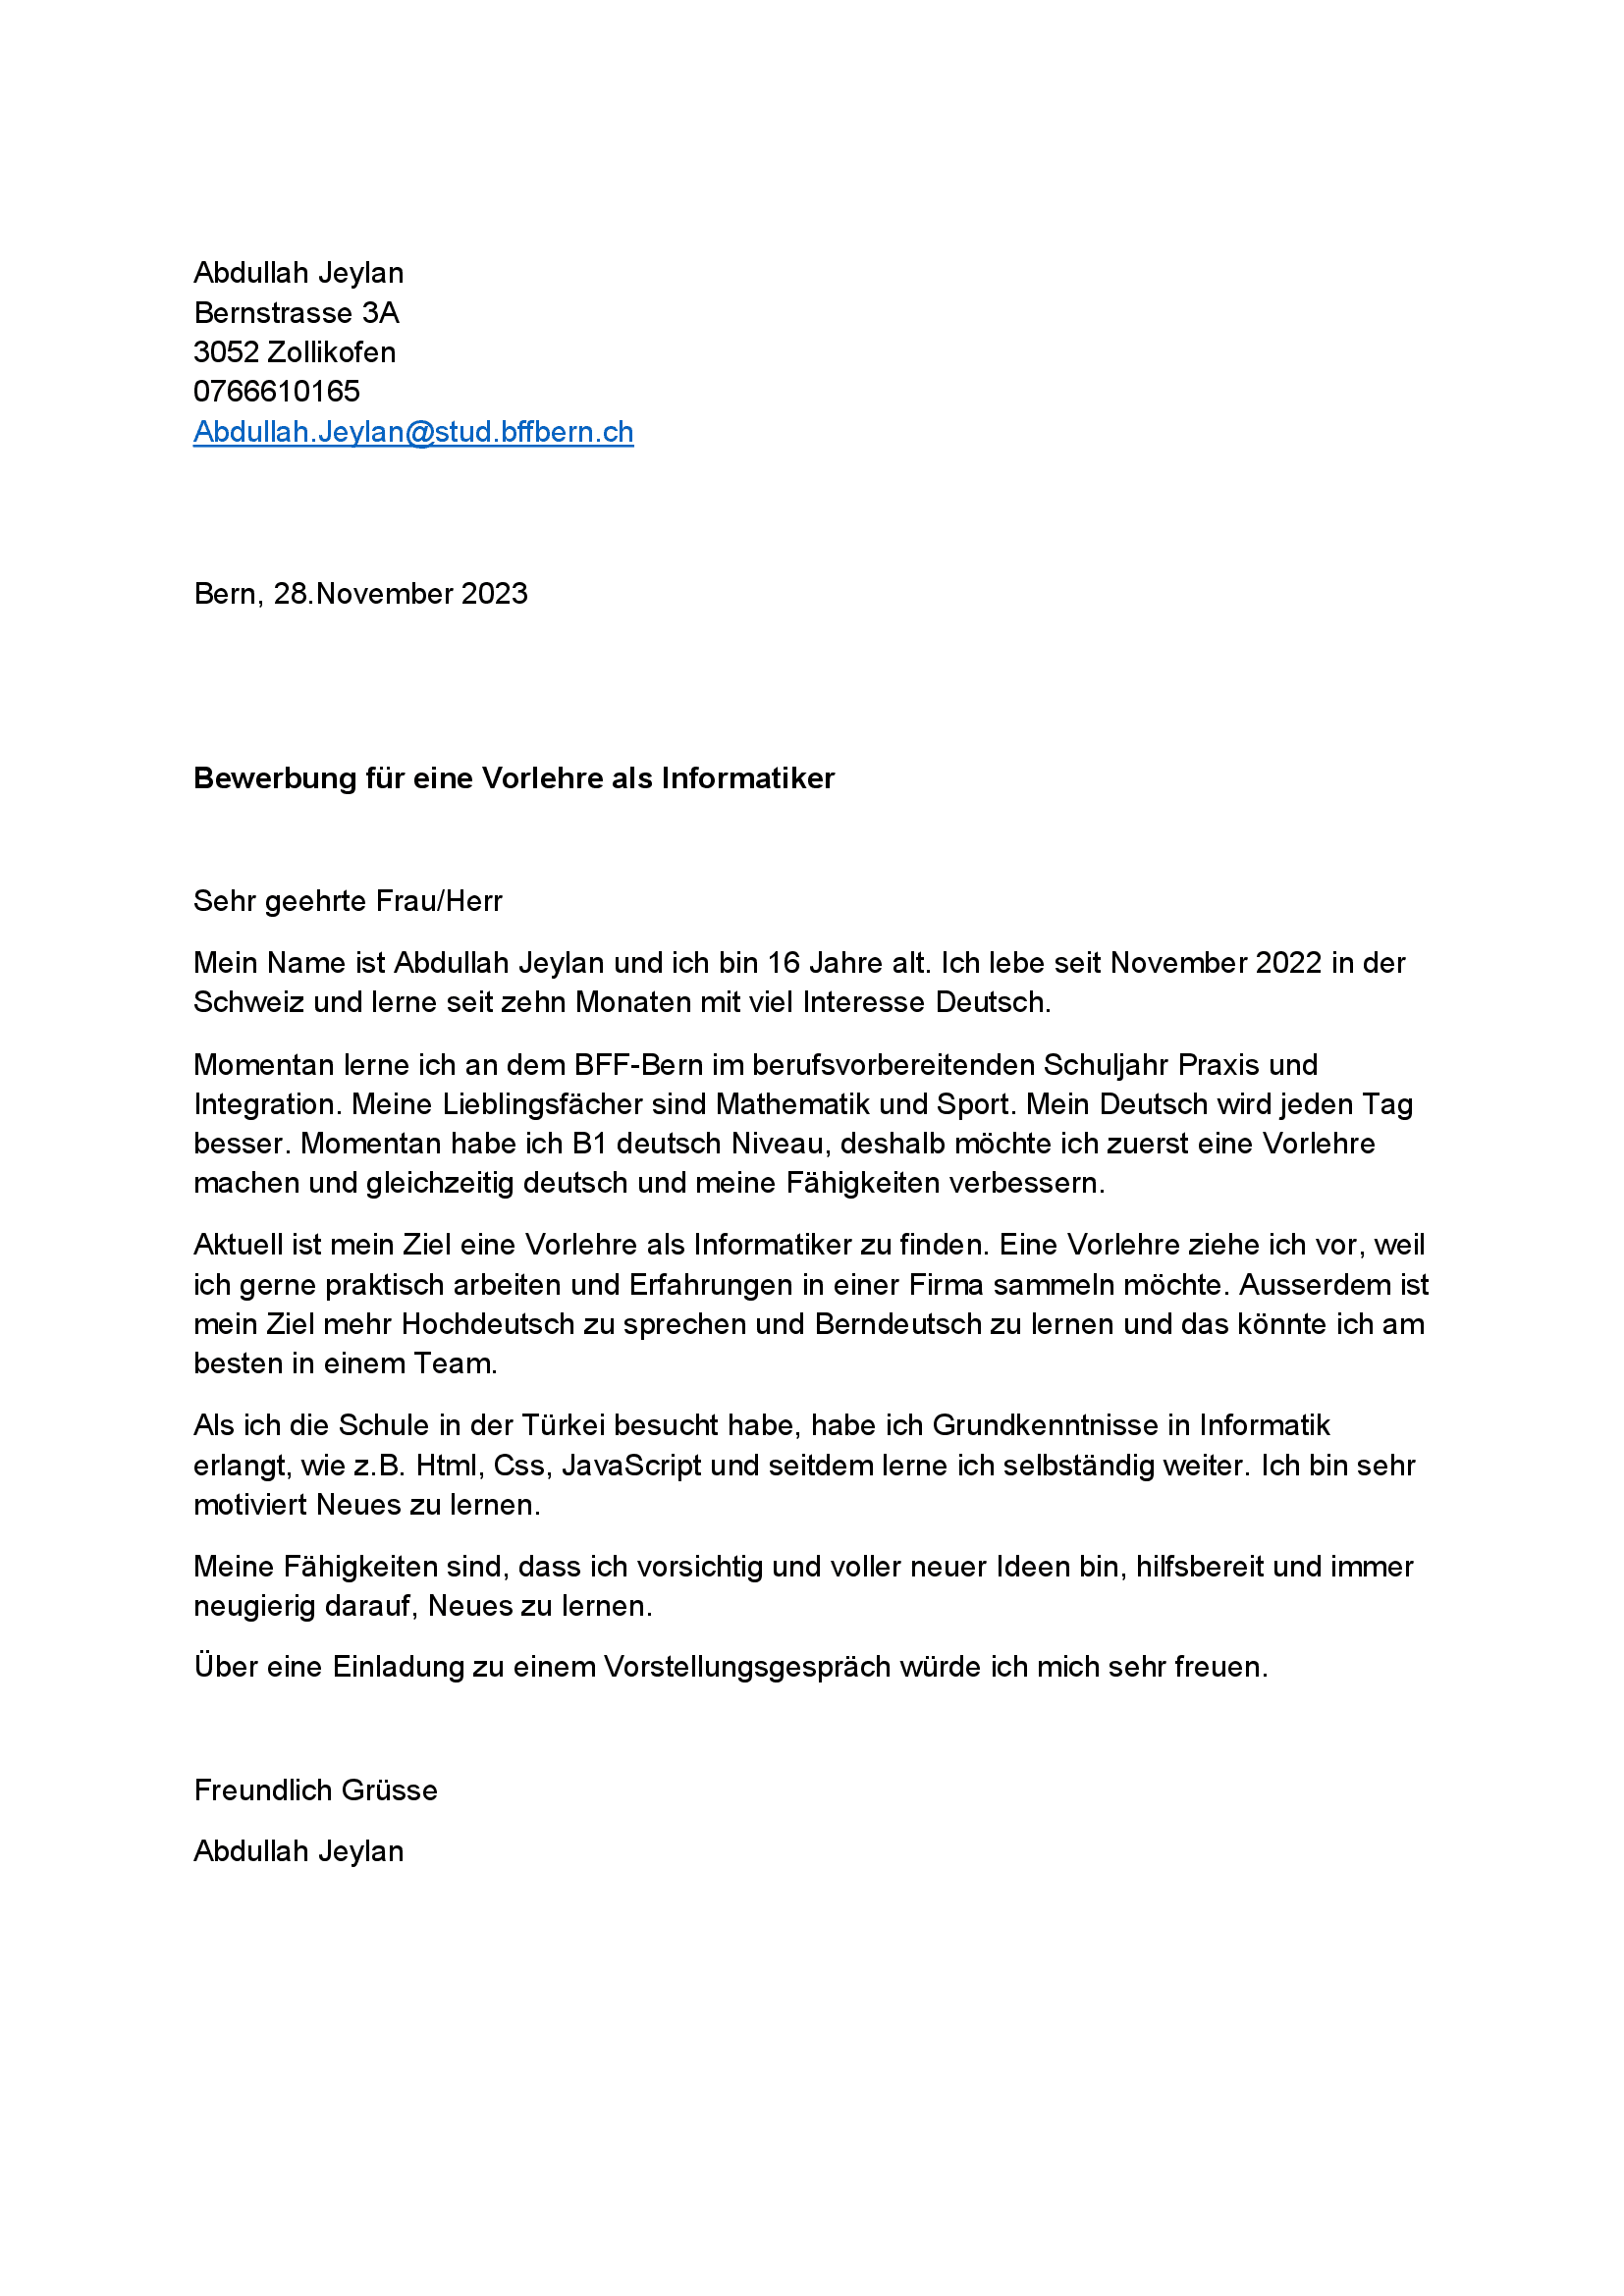 Abdullah Jeylan
Bernstrasse 3A
3052 Zollikofen
0766610165
Abdullah.Jeylan@stud.bffbern.ch
Bern, 28.November 2023
Bewerbung für eine Vorlehre als Informatiker
Sehr geehrte Frau/Herr
Mein Name ist Abdullah Jeylan und ich bin 16 Jahre alt. Ich lebe seit November 2022 in der
Schweiz und lerne seit zehn Monaten mit viel Interesse Deutsch.
Momentan lerne ich an dem BFF-Bern im berufsvorbereitenden Schuljahr Praxis und
Integration. Meine Lieblingsfächer sind Mathematik und Sport. Mein Deutsch wird jeden Tag
besser. Momentan habe ich B1 deutsch Niveau, deshalb möchte ich zuerst eine Vorlehre
machen und gleichzeitig deutsch und meine Fähigkeiten verbessern.
Aktuell ist mein Ziel eine Vorlehre als Informatiker zu finden. Eine Vorlehre ziehe ich vor, weil
ich gerne praktisch arbeiten und Erfahrungen in einer Firma sammeln möchte. Ausserdem ist
mein Ziel mehr Hochdeutsch zu sprechen und Berndeutsch zu lernen und das könnte ich am
besten in einem Team.
Als ich die Schule in der Türkei besucht habe, habe ich Grundkenntnisse in Informatik
erlangt, wie z.B. Html, Css, JavaScript und seitdem lerne ich selbständig weiter. Ich bin sehr
motiviert Neues zu lernen.
Meine Fähigkeiten sind, dass ich vorsichtig und voller neuer Ideen bin, hilfsbereit und immer
neugierig darauf, Neues zu lernen.
Über eine Einladung zu einem Vorstellungsgespräch würde ich mich sehr freuen.
Freundlich Grüsse
Abdullah Jeylan